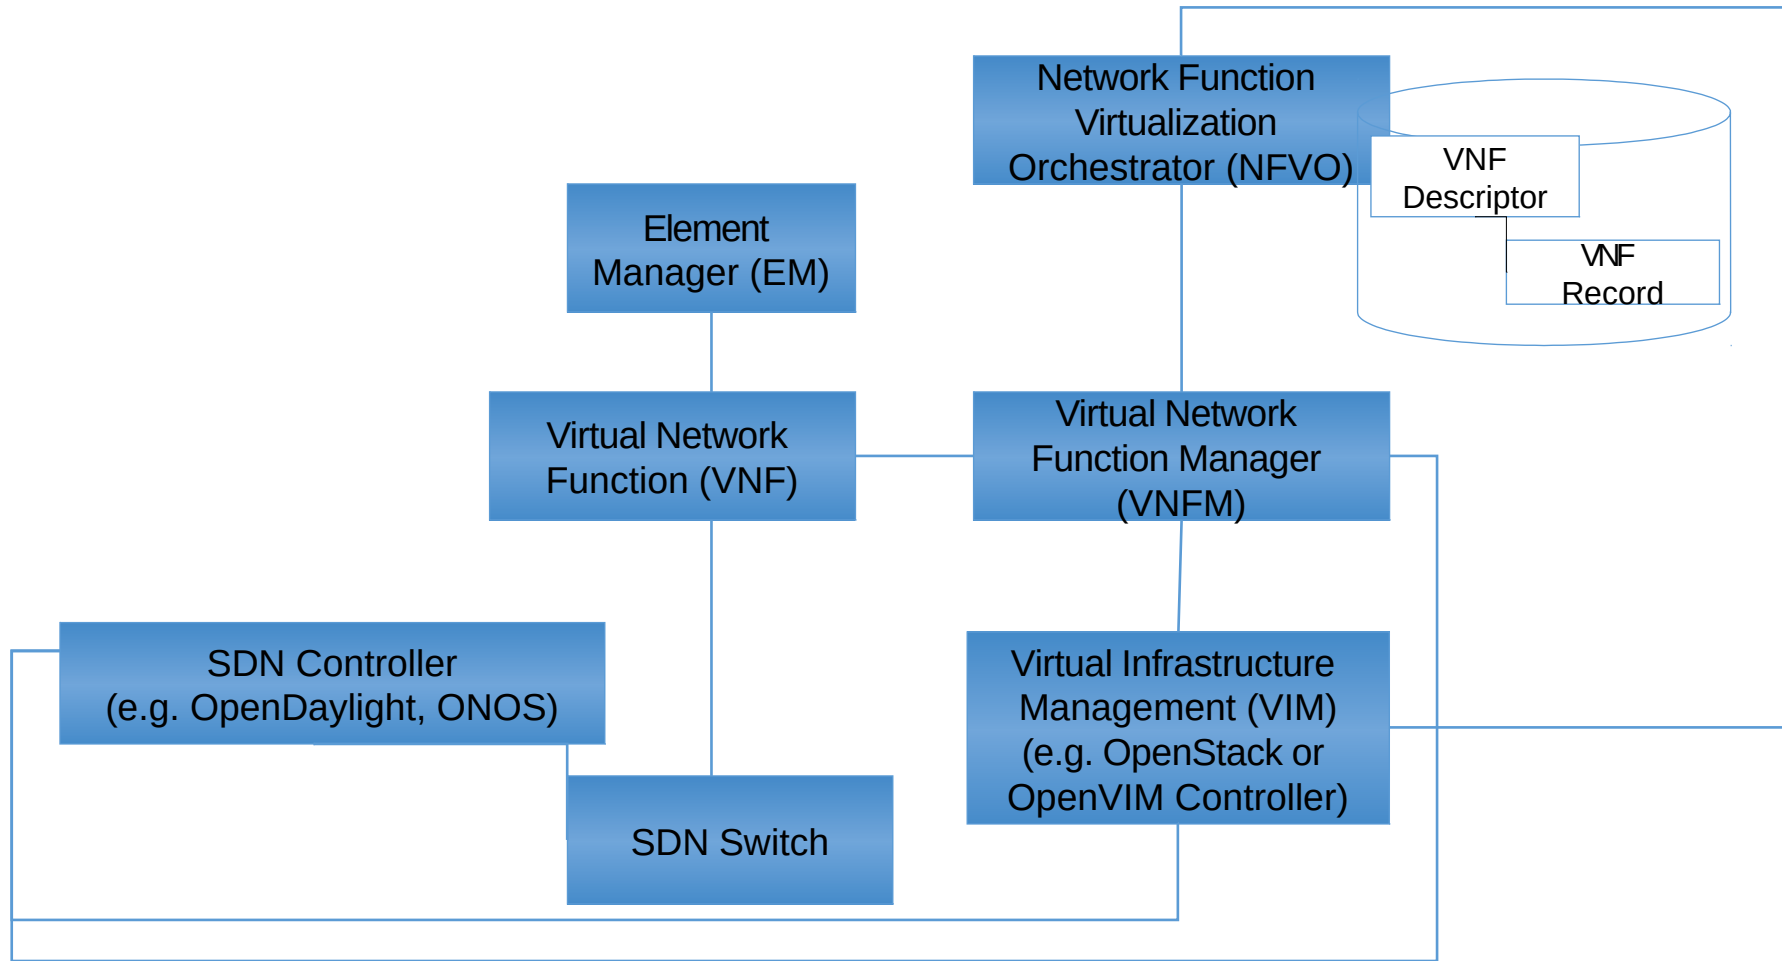 Network Function
Virtualization
Orchestrator (NFVO)
VNF
Descriptor
VNF
Record
Element
Manager (EM)
Virtual Network
Function (VNF)
Virtual Network
Function Manager
(VNFM)
SDN Controller
(e.g. OpenDaylight, ONOS)
Virtual Infrastructure
Management (VIM)
(e.g. OpenStack or
OpenVIM Controller)
SDN Switch